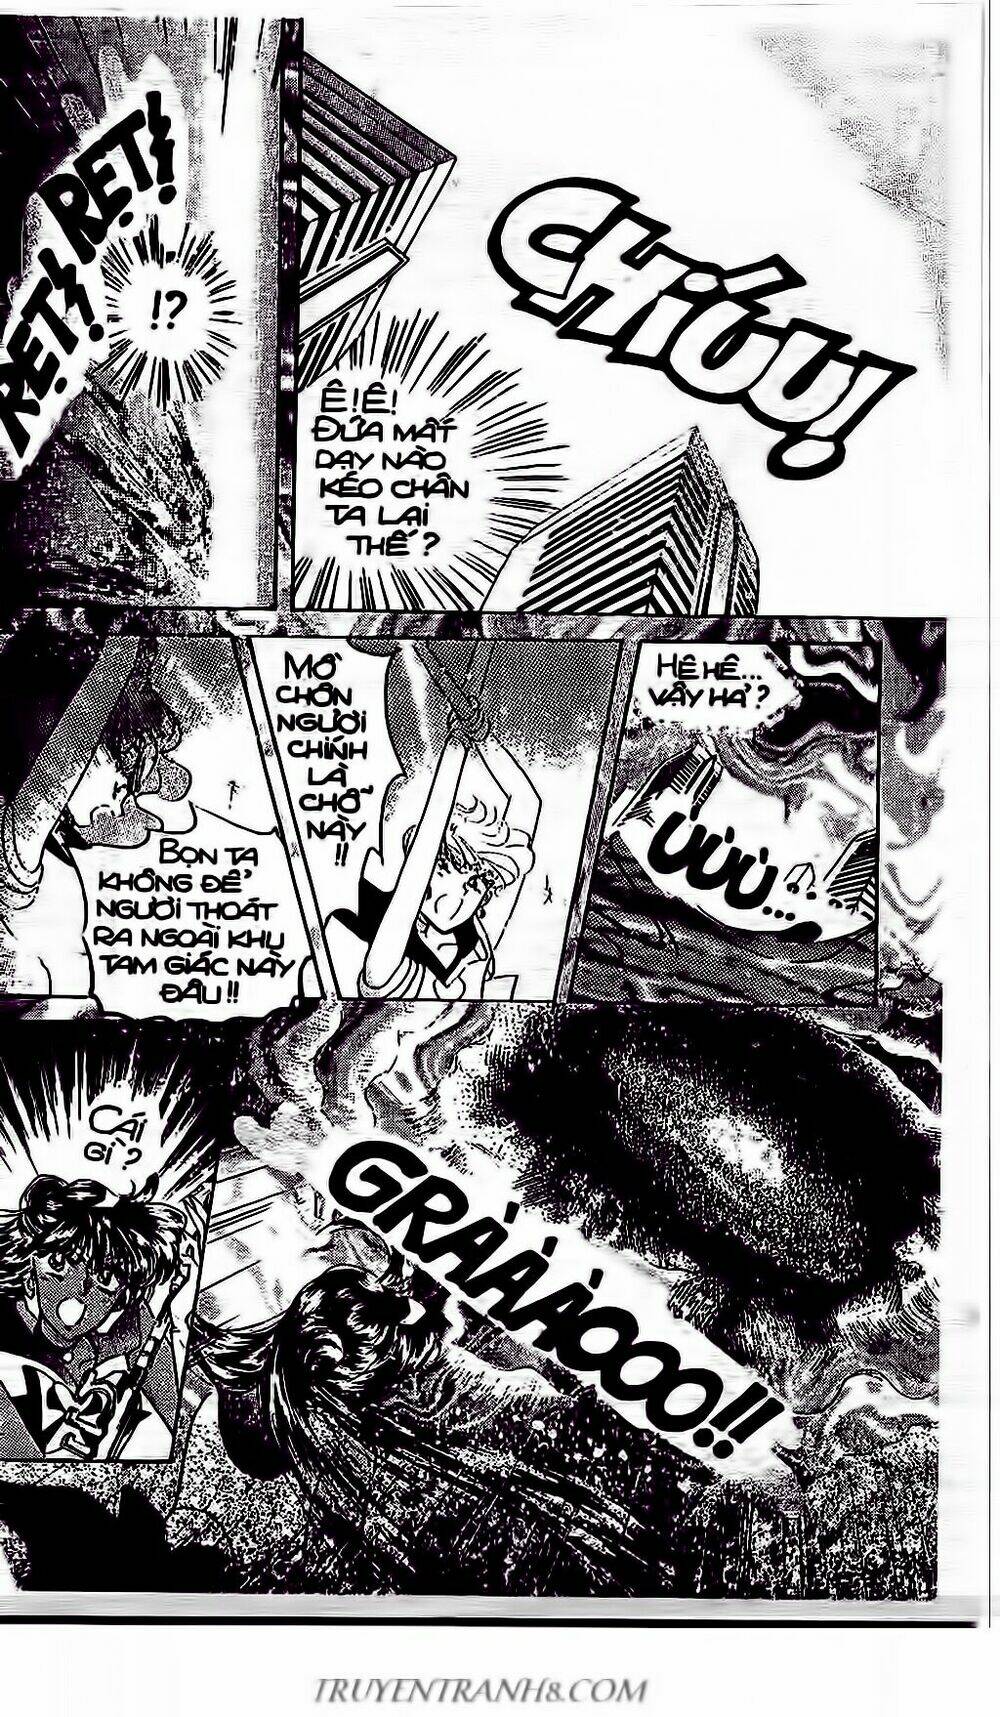 CHÍUU!
Ê! Ê!
ĐỨA MẤT
DẠY NÀO
KÉO CHÂN
TA LẠI
THẾ?
RẸT!
RẸT!
!?
HÊ HÊ...
VẬY HẢ?
ÙÙÙ...
MỒ
CHÔN
NGƯƠI
CHÍNH
LÀ
CHỖ
NÀY
!!
!
BỌN TA
KHÔNG ĐỂ
NGƯƠI THOÁT
RA NGOÀI KHU
TAM GIÁC NÀY
ĐÂU!!
GRÀÀÀOOO!!
CÁI
GÌ?
TRUYENTRANH8.COM